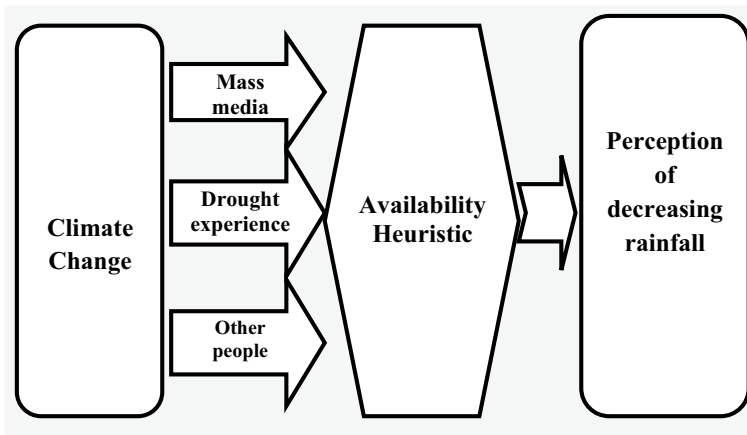 Climate
Change
Mass
media
Drought
experience
Other
people
Availability
Heuristic
Perception
of
decreasing
rainfall